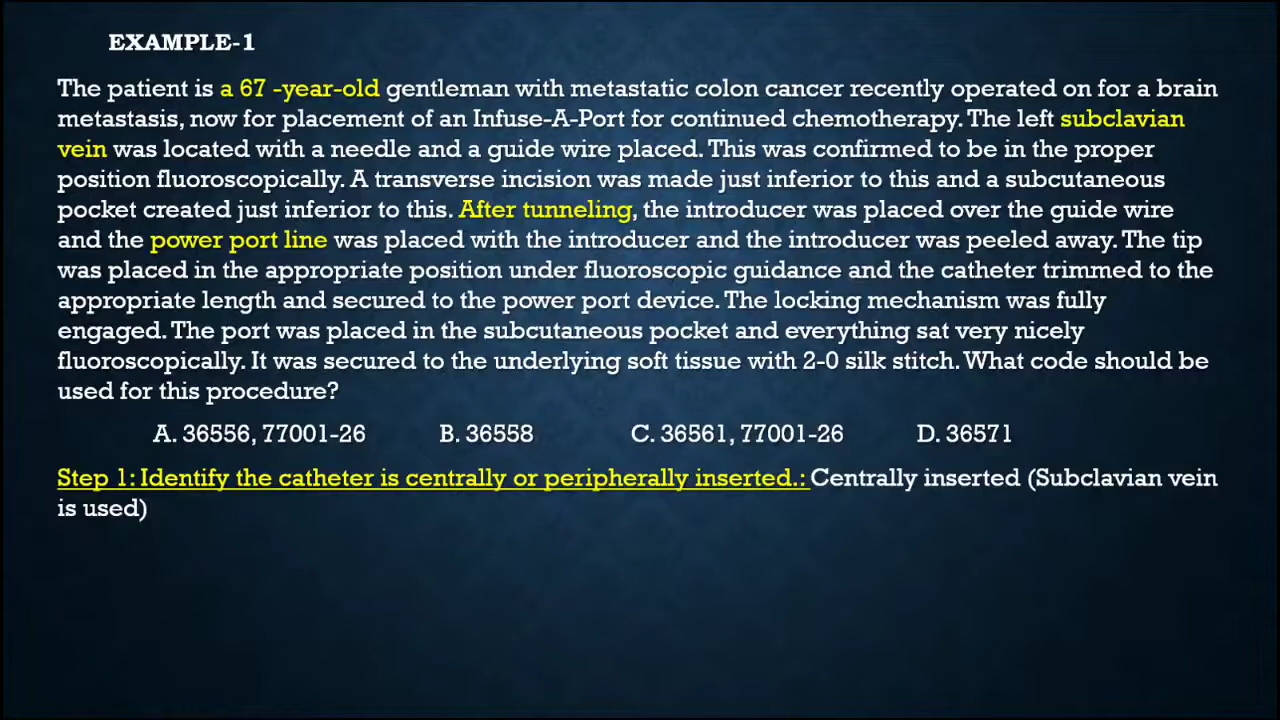 EXAMPLE-1
The patient is a 67 -year-old gentleman with metastatic colon cancer recently operated on for a brain
metastasis, now for placement of an Infuse-A-Port for continued chemotherapy. The left subclavian
vein was located with a needle and a guide wire placed. This was confirmed to be in the proper
position fluoroscopically. A transverse incision was made just inferior to this and a subcutaneous
pocket created just inferior to this. After tunneling, the introducer was placed over the guide wire
and the power port line was placed with the introducer and the introducer was peeled away. The tip
was placed in the appropriate position under fluoroscopic guidance and the catheter trimmed to the
appropriate length and secured to the power port device. The locking mechanism was fully
engaged. The port was placed in the subcutaneous pocket and everything sat very nicely
fluoroscopically. It was secured to the underlying soft tissue with 2-0 silk stitch. What code should be
used for this procedure?
A. 36556, 77001-26 B. 36558 C. 36561, 77001-26 D. 36571
Step 1: Identify the catheter is centrally or peripherally inserted.: Centrally inserted (Subclavian vein
is used)